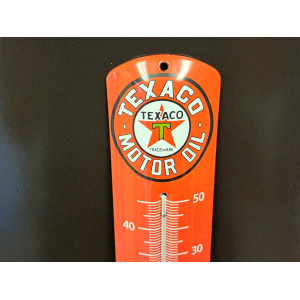 · TEXACO ·
TEXACO
T
TRADEMARK
MOTOR OIL
50
40
30